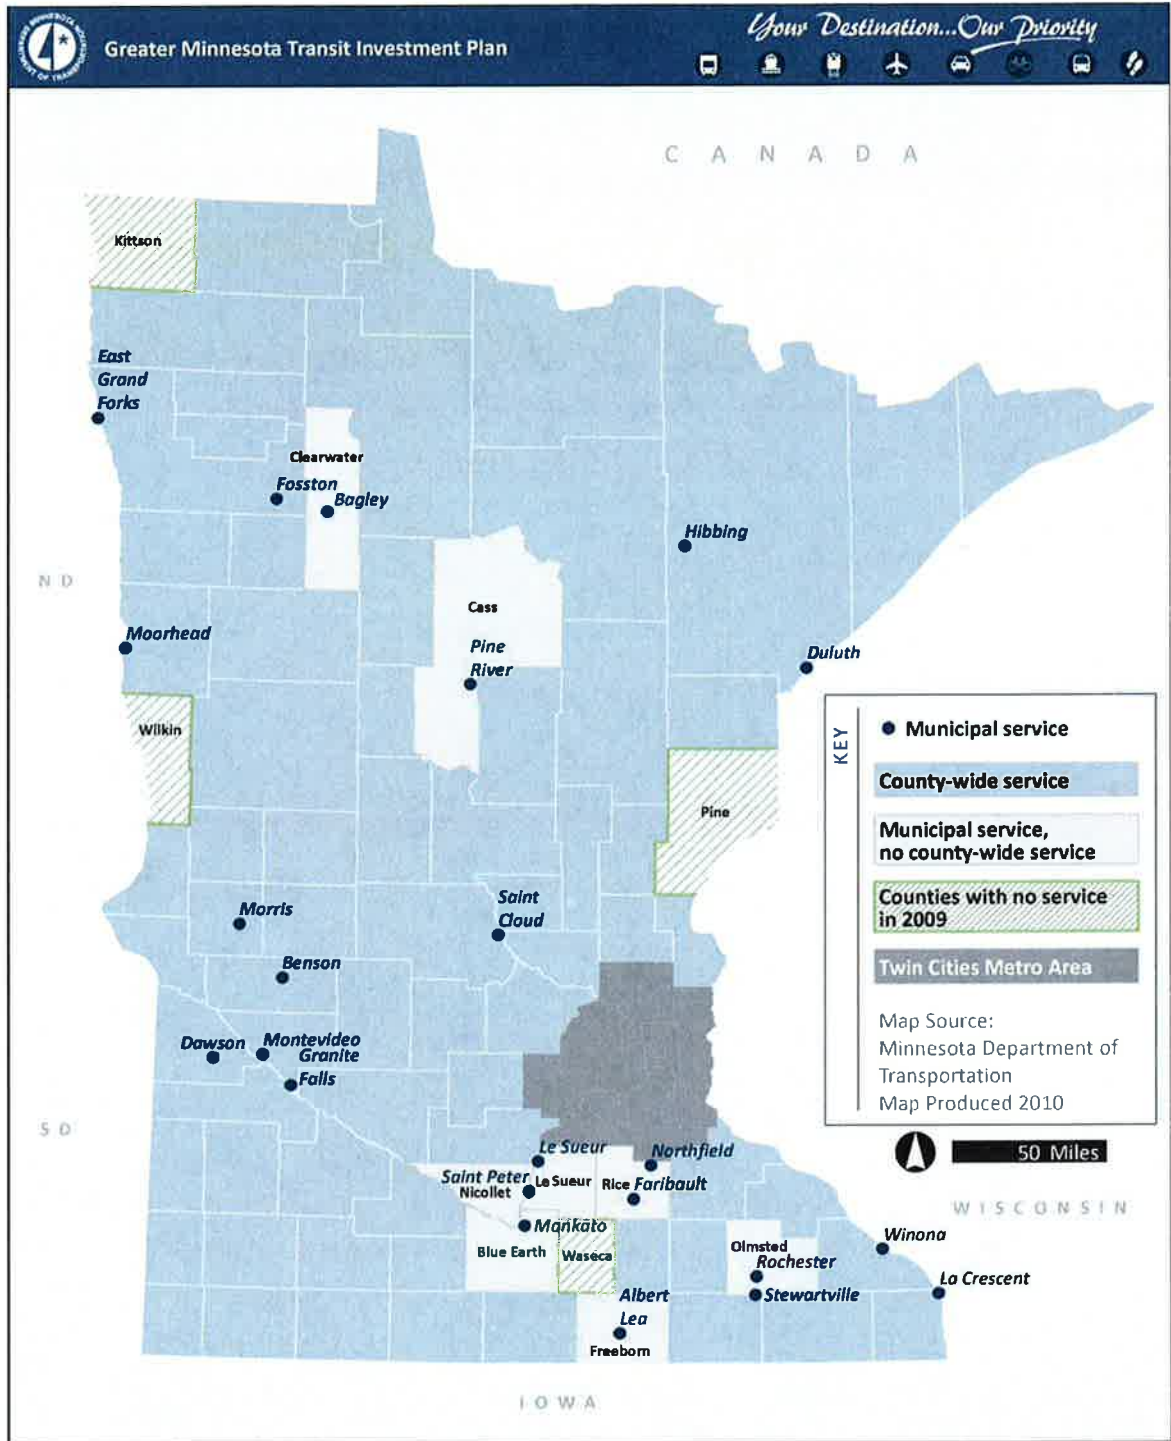 Greater Minnesota Transit Investment Plan
Your Destination...Our Priority
CANADA
Kittson
East
Grand
Forks
Clearwater
Fosston
Bagley
Hibbing
ND
Cass
Moorhead
Pine
River
Duluth
Wilkin
Pine
KEY
Municipal service
County-wide service
Municipal service,
no county-wide service
Counties with no service
in 2009
Twin Cities Metro Area
Map Source:
Minnesota Department of
Transportation
Map Produced 2010
Morris
Saint
Cloud
Benson
Dawson
Montevideo
Granite
Falls
SD
50 Miles
Le Sueur
Northfield
Saint Peter
Le Sueur
Rice
Faribault
Nicollet
WISCONSIN
Mankato
Blue Earth
Waseca
Olmsted
Rochester
Winona
Stewartville
La Crescent
Albert
Lea
Freeborn
IOWA